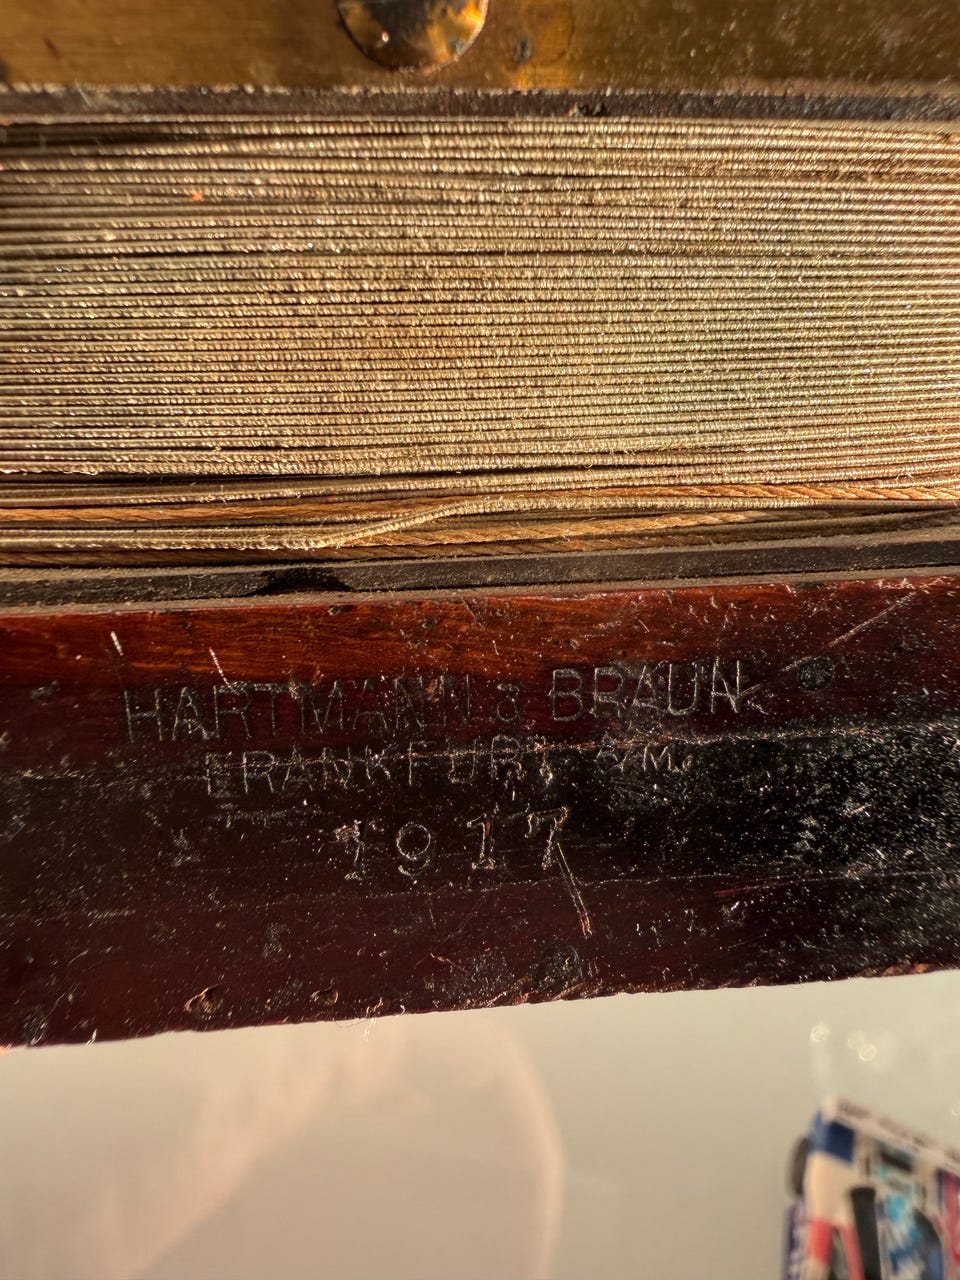 HARTMANN & BRAUN
FRANKFURT A/M.
1917